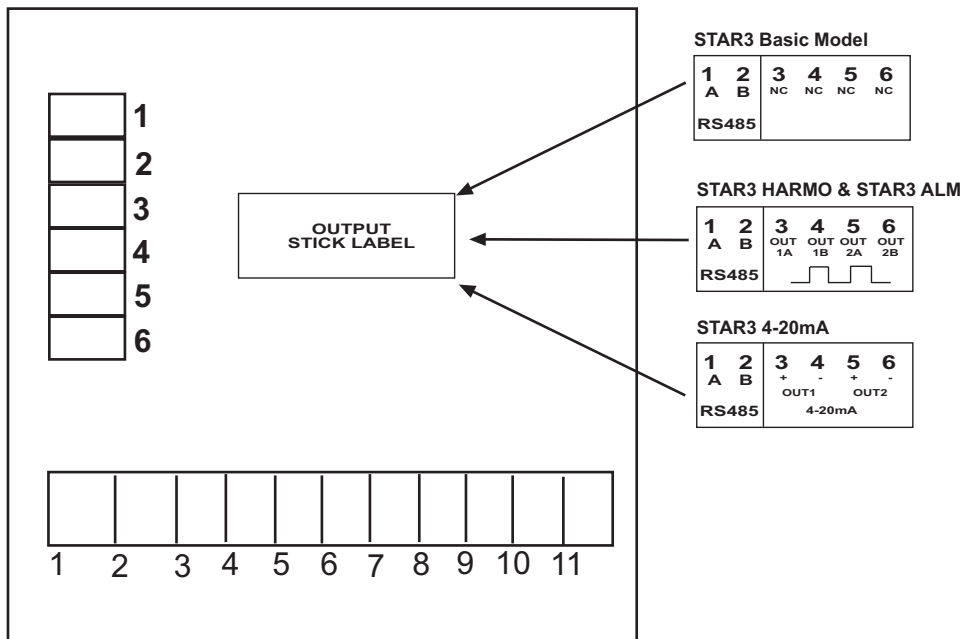 1
2
3
4
5
6
OUTPUT
STICK LABEL
1 2 3 4 5 6 7 8 9 10 11
STAR3 Basic Model
1 2 3 4 5 6
A B NC NC NC NC
RS485
STAR3 HARMO & STAR3 ALM
1 2 3 4 5 6
A B OUT OUT OUT OUT
1A 1B 2A 2B
RS485
STAR3 4-20mA
1 2 3 4 5 6
A B + - + -
OUT1 OUT2
RS485 4-20mA